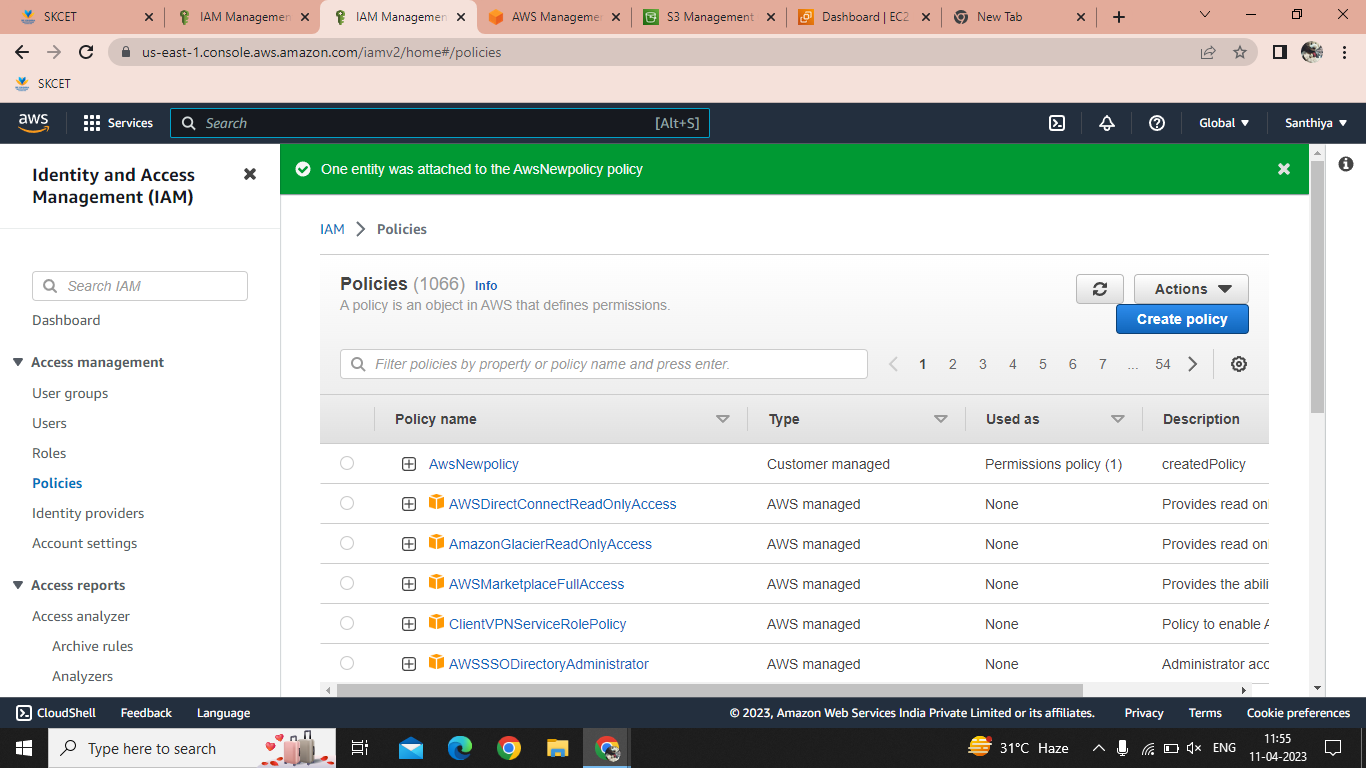 SKCET
IAM Managemen
IAM Managemen
AWS Manageme
S3 Management
Dashboard | EC2
New Tab
us-east-1.console.aws.amazon.com/iamv2/home#/policies
SKCET
aws
Services
Search
[Alt+S]
Global
Santhiya
Identity and Access
Management (IAM)
Search IAM
Dashboard
Access management
User groups
Users
Roles
Policies
Identity providers
Account settings
Access reports
Access analyzer
Archive rules
Analyzers
One entity was attached to the AwsNewpolicy policy
IAM > Policies
Policies (1066) Info
A policy is an object in AWS that defines permissions.
Actions
Create policy
Filter policies by property or policy name and press enter.
1 2 3 4 5 6 7 ... 54
Policy name Type Used as Description
AwsNewpolicy Customer managed Permissions policy (1) createdPolicy
AWSDirectConnectReadOnlyAccess AWS managed None Provides read onl
AmazonGlacierReadOnlyAccess AWS managed None Provides read onl
AWSMarketplaceFullAccess AWS managed None Provides the abili
ClientVPNServiceRolePolicy AWS managed None Policy to enable A
AWSSSODirectoryAdministrator AWS managed None Administrator acc
CloudShell Feedback Language © 2023, Amazon Web Services India Private Limited or its affiliates. Privacy Terms Cookie preferences
Type here to search
31°C Haze
ENG
11:55
11-04-2023